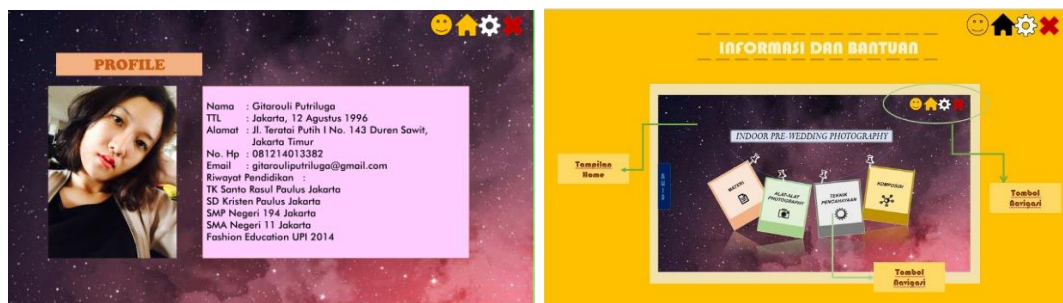 PROFILE
Nama : Gitarouli Putriluga
TTL : Jakarta, 12 Agustus 1996
Alamat : Jl. Teratai Putih I No. 143 Duren Sawit,
Jakarta Timur
No. Hp : 081214013382
Email : gitarouliputriluga@gmail.com
Riwayat Pendidikan :
TK Santo Rasul Paulus Jakarta
SD Kristen Paulus Jakarta
SMP Negeri 194 Jakarta
SMA Negeri 11 Jakarta
Fashion Education UPI 2014
INFORMASI DAN BANTUAN
INDOOR PRE-WEDDING PHOTOGRAPHY
Tampilan
Home
MATERI
ALAT-ALAT
PHOTOGRAPHY
TEKNIK
PENCAHAYAAN
KOMPOSISI
Tombol
Navigasi
Tombol
Navigasi